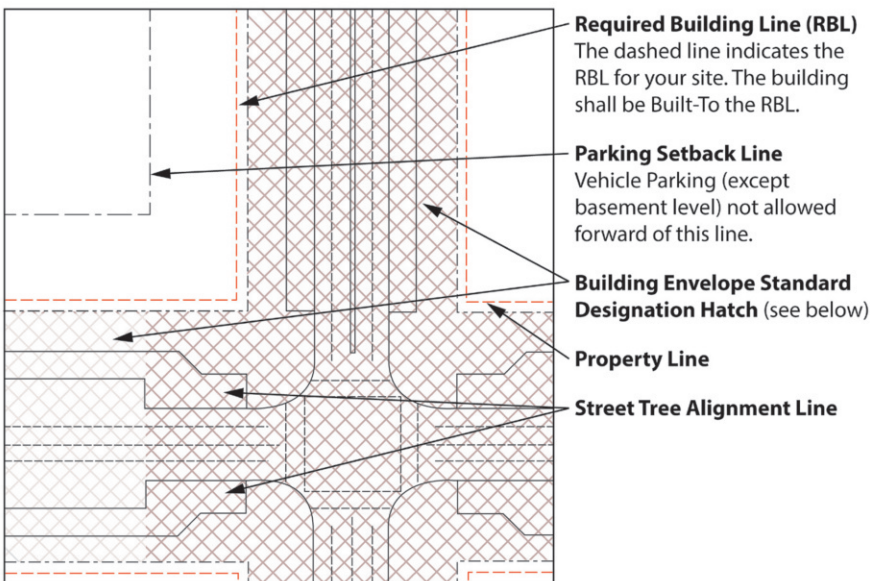 Required Building Line (RBL)
The dashed line indicates the
RBL for your site. The building
shall be Built-To the RBL.
Parking Setback Line
Vehicle Parking (except
basement level) not allowed
forward of this line.
Building Envelope Standard
Designation Hatch (see below)
Property Line
Street Tree Alignment Line